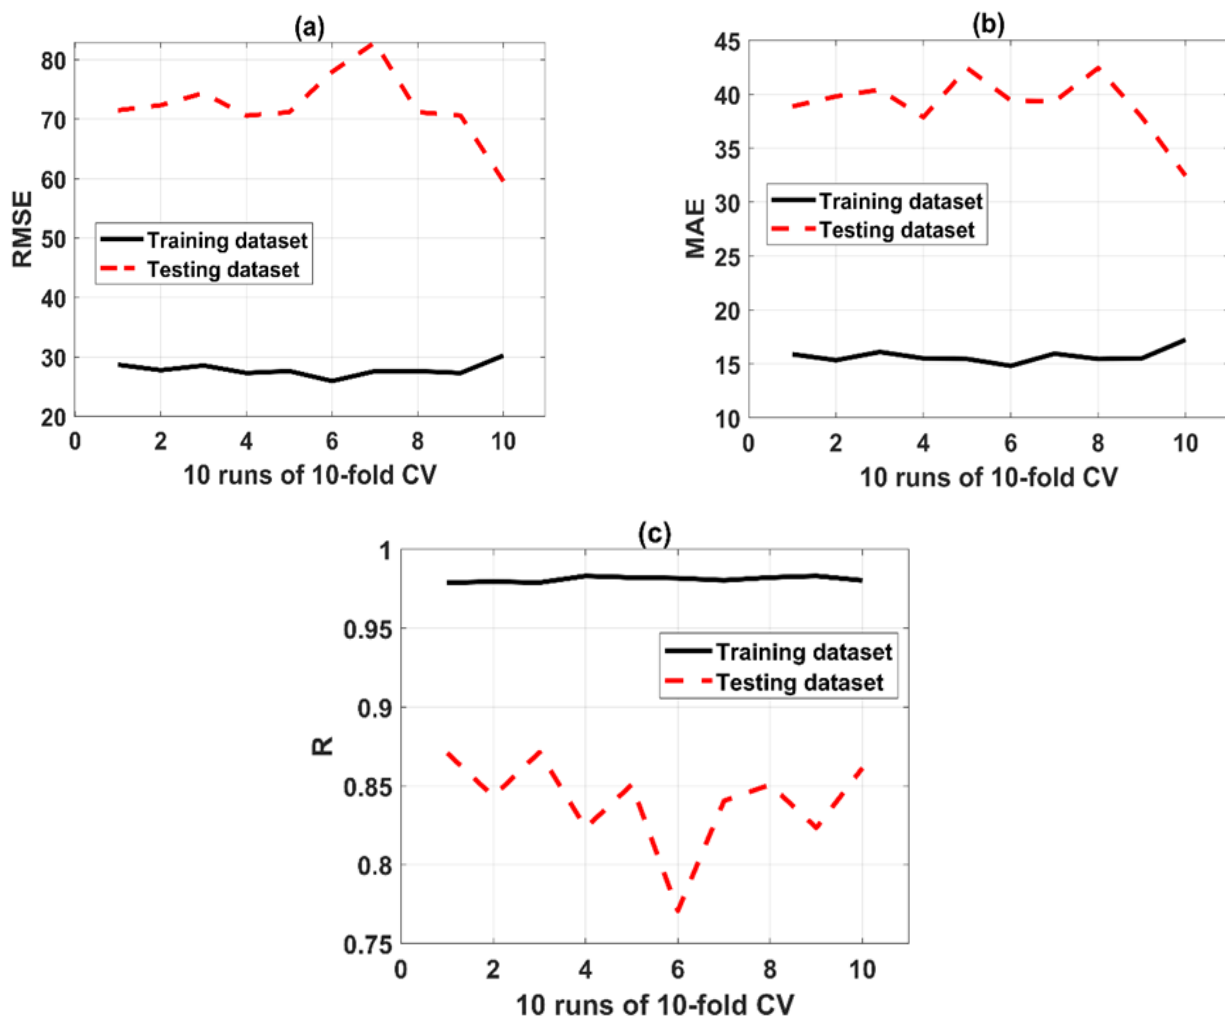 (a)
80
70
60
50
40
30
20
0 2 4 6 8 10
RMSE
Training dataset
Testing dataset
10 runs of 10-fold CV
(b)
45
40
35
30
25
20
15
10
0 2 4 6 8 10
MAE
Training dataset
Testing dataset
10 runs of 10-fold CV
(c)
1
0.95
0.9
0.85
0.8
0.75
0 2 4 6 8 10
R
Training dataset
Testing dataset
10 runs of 10-fold CV